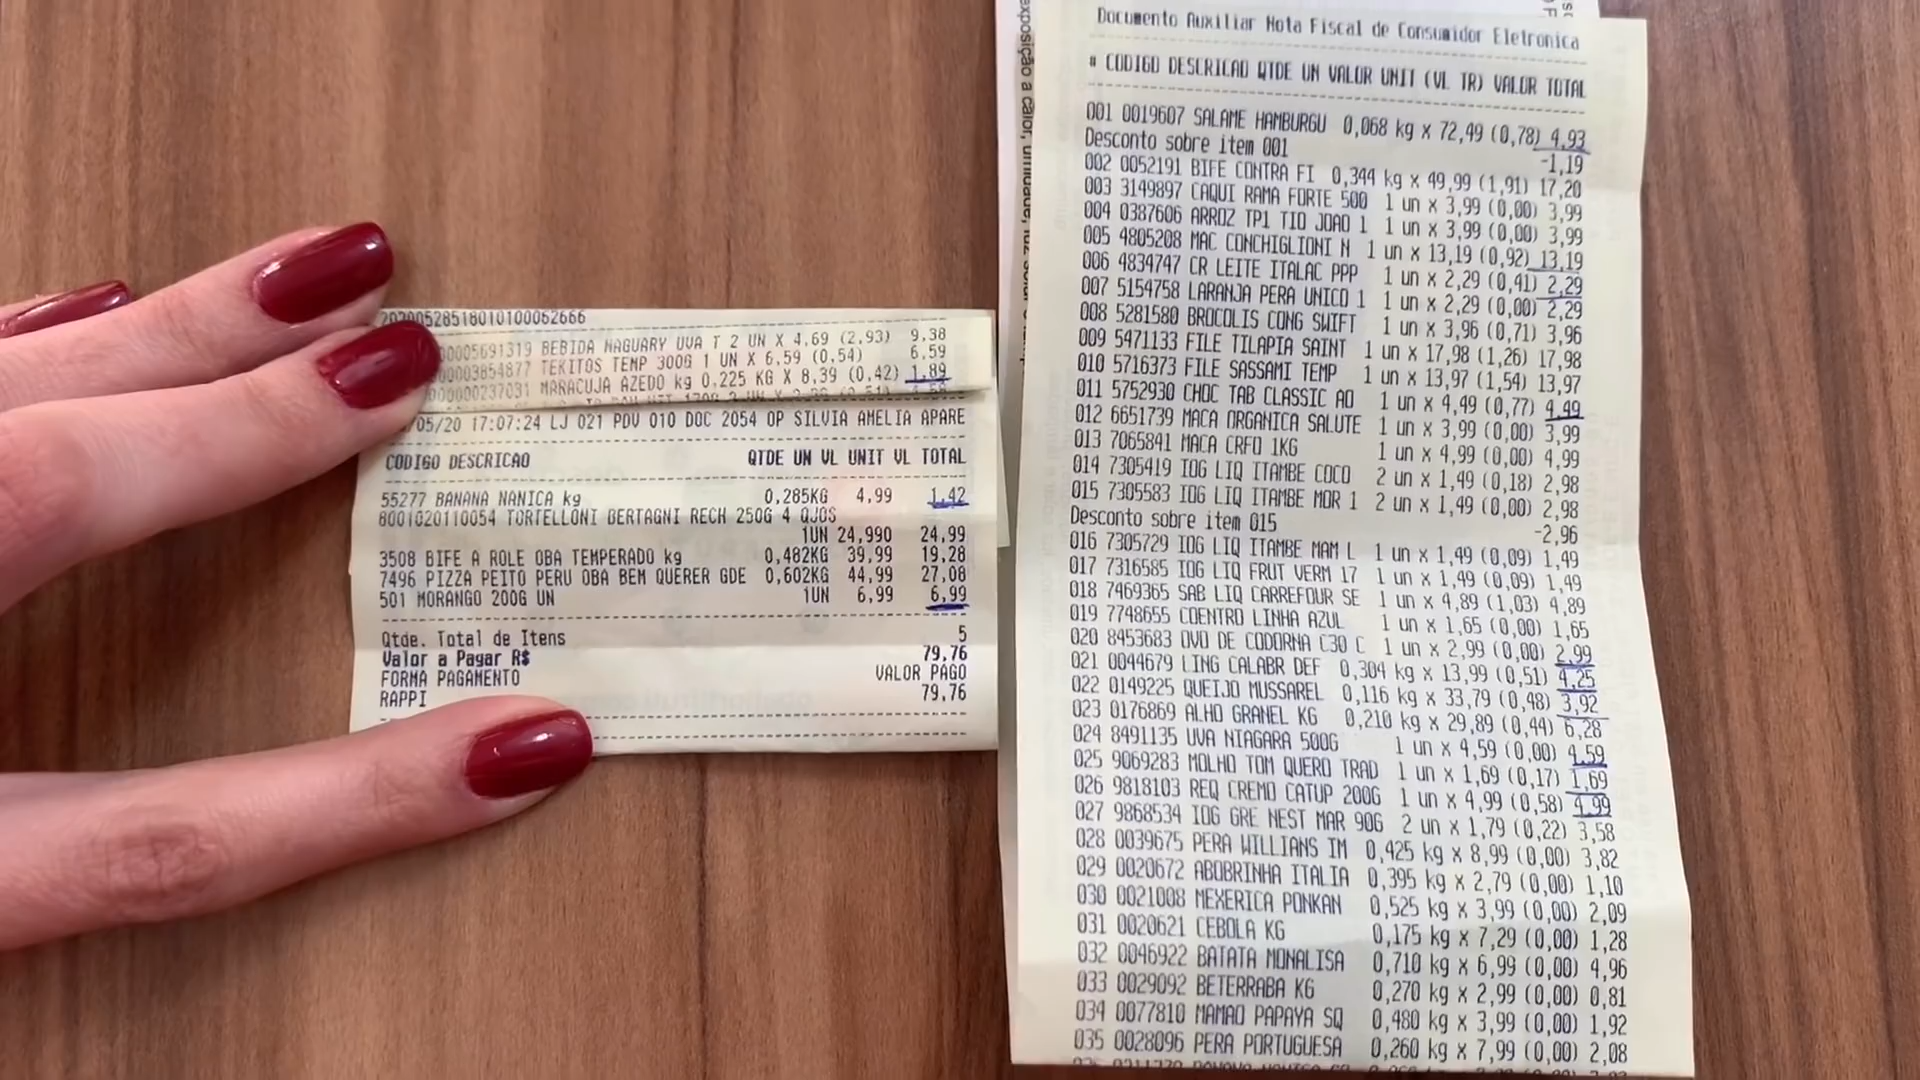 20200528518010100062666
00005691319 BEBIDA MAGUARY UVA T 2 UN X 4,69 (2,93) 9,38
00003854877 TEKITOS TEMP 300G 1 UN X 6,59 (0,54) 6,59
00000237031 MARACUJA AZEDO kg 0,225 KG X 8,39 (0,42) 1,89
/05/20 17:07:24 LJ 021 PDV 010 DOC 2054 OP SILVIA AMELIA APARE
CODIGO DESCRICAO QTDE UN VL UNIT VL TOTAL
55277 BANANA NANICA kg 0,285KG 4,99 1,42
8001020110054 TORTELLONI BERTAGNI RECH 250G 4 QJOS
1UN 24,990 24,99
3508 BIFE A ROLE OBA TEMPERADO kg 0,482KG 39,99 19,28
7496 PIZZA PEITO PERU OBA BEM QUERER GDE 0,602KG 44,99 27,08
501 MORANGO 200G UN 1UN 6,99 6,99
Qtde. Total de Itens 5
Valor a Pagar R$ 79,76
FORMA PAGAMENTO VALOR PAGO
RAPPI 79,76
exposição a calor, umidade, luz solar
Documento Auxiliar Nota Fiscal de Consumidor Eletronica
# CODIGO DESCRICAO QTDE UN VALOR UNIT (VL TR) VALOR TOTAL
001 0019607 SALAME HAMBURGU 0,068 kg x 72,49 (0,78) 4,93
Desconto sobre item 001 -1,19
002 0052191 BIFE CONTRA FI 0,344 kg x 49,99 (1,91) 17,20
003 3149897 CAQUI RAMA FORTE 500 1 un x 3,99 (0,00) 3,99
004 0387606 ARROZ TP1 TIO JOAO 1 1 un x 3,99 (0,00) 3,99
005 4805208 MAC CONCHIGLIONI N 1 un x 13,19 (0,92) 13,19
006 4834747 CR LEITE ITALAC PPP 1 un x 2,29 (0,41) 2,29
007 5154758 LARANJA PERA UNICO 1 1 un x 2,29 (0,00) 2,29
008 5281580 BROCOLIS CONG SWIFT 1 un x 3,96 (0,71) 3,96
009 5471133 FILE TILAPIA SAINT 1 un x 17,98 (1,26) 17,98
010 5716373 FILE SASSAMI TEMP 1 un x 13,97 (1,54) 13,97
011 5752930 CHOC TAB CLASSIC AO 1 un x 4,49 (0,77) 4,49
012 6651739 MACA ORGANICA SALUTE 1 un x 3,99 (0,00) 3,99
013 7065841 MACA CRFO 1KG 1 un x 4,99 (0,00) 4,99
014 7305419 IOG LIQ ITAMBE COCO 2 un x 1,49 (0,18) 2,98
015 7305583 IOG LIQ ITAMBE MOR 1 2 un x 1,49 (0,00) 2,98
Desconto sobre item 015 -2,96
016 7305729 IOG LIQ ITAMBE MAM L 1 un x 1,49 (0,09) 1,49
017 7316585 IOG LIQ FRUT VERM 17 1 un x 1,49 (0,09) 1,49
018 7469365 SAB LIQ CARREFOUR SE 1 un x 4,89 (1,03) 4,89
019 7748655 COENTRO LINHA AZUL 1 un x 1,65 (0,00) 1,65
020 8453683 OVO DE CODORNA C30 C 1 un x 2,99 (0,00) 2,99
021 0044679 LING CALABR DEF 0,304 kg x 13,99 (0,51) 4,25
022 0149225 QUEIJO MUSSAREL 0,116 kg x 33,79 (0,48) 3,92
023 0176869 ALHO GRANEL KG 0,210 kg x 29,89 (0,44) 6,28
024 8491135 UVA NIAGARA 500G 1 un x 4,59 (0,00) 4,59
025 9069283 MOLHO TOM QUERO TRAD 1 un x 1,69 (0,17) 1,69
026 9818103 REQ CREMO CATUP 200G 1 un x 4,99 (0,58) 4,99
027 9868534 IOG GRE NEST MAR 90G 2 un x 1,79 (0,22) 3,58
028 0039675 PERA WILLIANS IM 0,425 kg x 8,99 (0,00) 3,82
029 0020672 ABOBRINHA ITALIA 0,395 kg x 2,79 (0,00) 1,10
030 0021008 MEXERICA PONKAN 0,525 kg x 3,99 (0,00) 2,09
031 0020621 CEBOLA KG 0,175 kg x 7,29 (0,00) 1,28
032 0046922 BATATA MONALISA 0,710 kg x 6,99 (0,00) 4,96
033 0029092 BETERRABA KG 0,270 kg x 2,99 (0,00) 0,81
034 0077810 MAMAO PAPAYA SQ 0,480 kg x 3,99 (0,00) 1,92
035 0028096 PERA PORTUGUESA 0,260 kg x 7,99 (0,00) 2,08